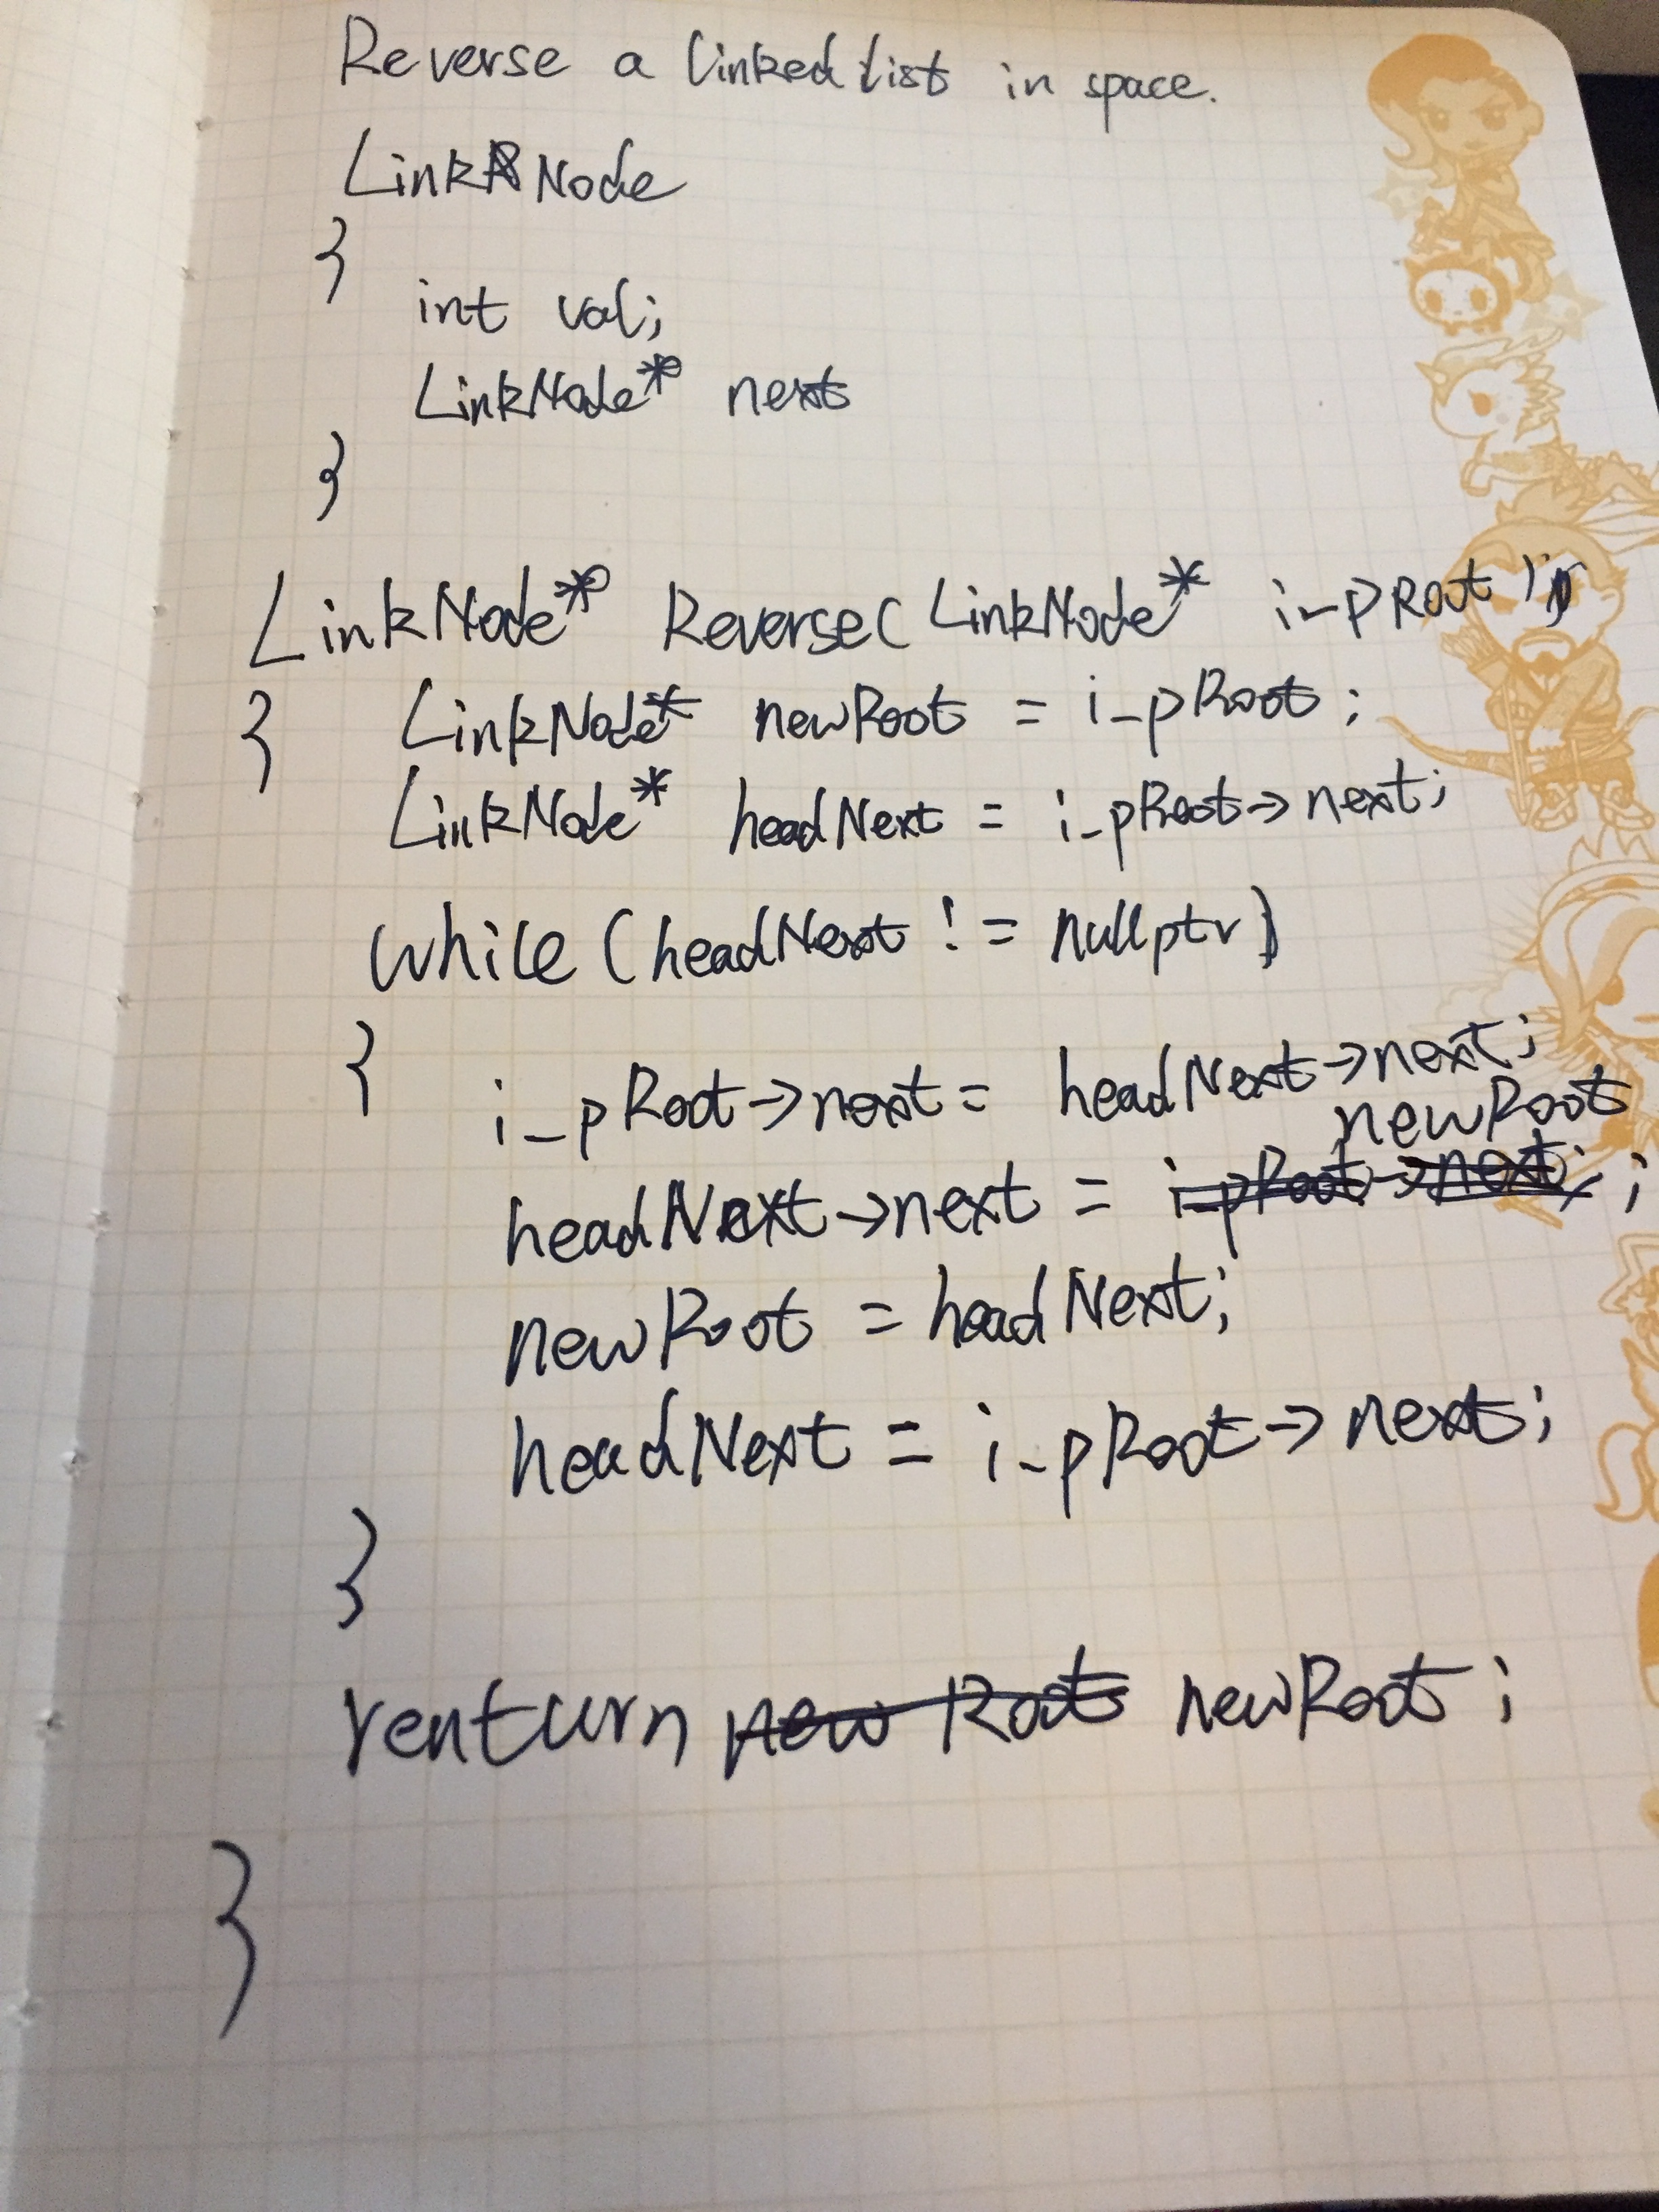 Reverse a linked list in space.
Link Node
}
int val;
LinkNode* next
}
LinkNode* Reverse( LinkNode* i_pRoot )
{ LinkNode* newRoot = i_pRoot ;
LinkNode* headNext = i_pRoot->next;
while (headNext != nullptr)
{ i_pRoot->next = headNext->next;
newRoot
headNext->next = i_pRoot->next; ;
newRoot = headNext;
headNext = i_pRoot->next;
}
renturn new Root newRoot ;
}